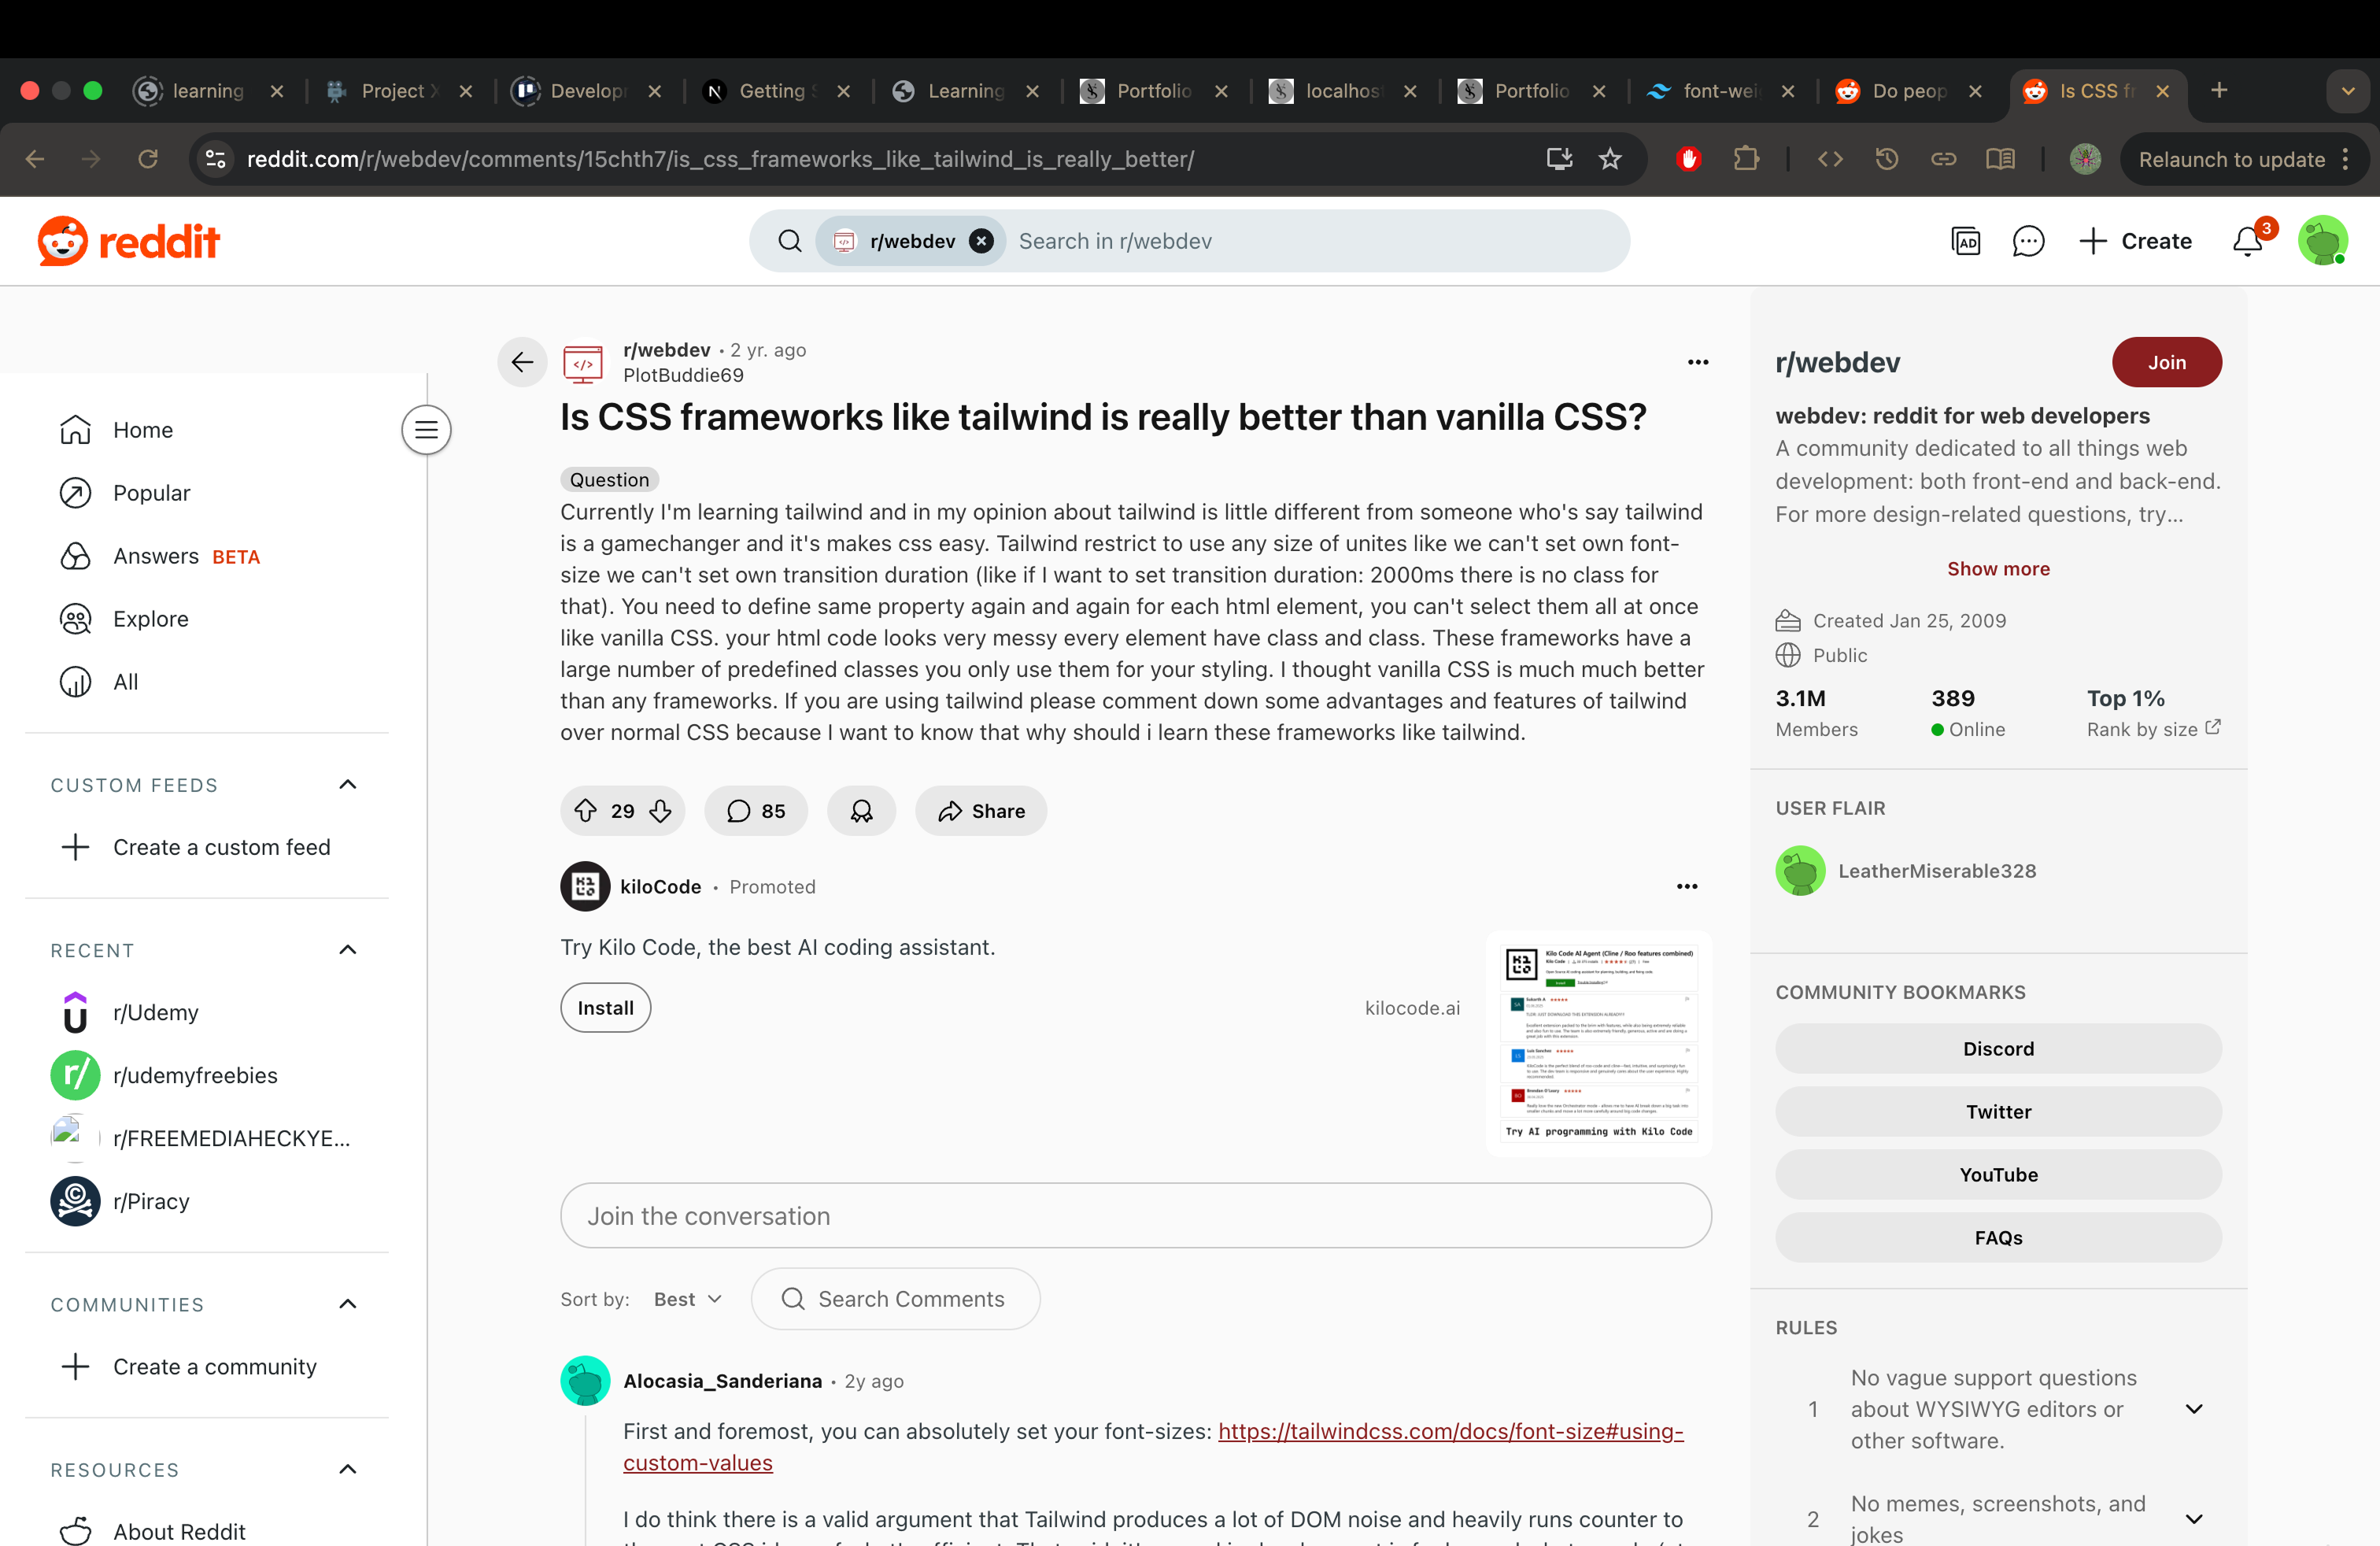 learning
Project X
Developr
Getting S
Learning
Portfolio
localhos
Portfolio
font-wei
Do peop
Is CSS fr
reddit.com/r/webdev/comments/15chth7/is_css_frameworks_like_tailwind_is_really_better/
Relaunch to update
reddit
r/webdev
Search in r/webdev
AD
Create
3
Home
Popular
Answers BETA
Explore
All
CUSTOM FEEDS
Create a custom feed
RECENT
r/Udemy
r/udemyfreebies
r/FREEMEDIAHECKYE...
r/Piracy
COMMUNITIES
Create a community
RESOURCES
About Reddit
r/webdev • 2 yr. ago
PlotBuddie69
Is CSS frameworks like tailwind is really better than vanilla CSS?
Question
Currently I'm learning tailwind and in my opinion about tailwind is little different from someone who's say tailwind
is a gamechanger and it's makes css easy. Tailwind restrict to use any size of unites like we can't set own font-
size we can't set own transition duration (like if I want to set transition duration: 2000ms there is no class for
that). You need to define same property again and again for each html element, you can't select them all at once
like vanilla CSS. your html code looks very messy every element have class and class. These frameworks have a
large number of predefined classes you only use them for your styling. I thought vanilla CSS is much much better
than any frameworks. If you are using tailwind please comment down some advantages and features of tailwind
over normal CSS because I want to know that why should i learn these frameworks like tailwind.
29
85
Share
kiloCode • Promoted
Try Kilo Code, the best AI coding assistant.
Install
kilocode.ai
Kilo Code AI Agent (Cline / Roo features combined)
Try AI programming with Kilo Code
Join the conversation
Sort by: Best
Search Comments
Alocasia_Sanderiana • 2y ago
First and foremost, you can absolutely set your font-sizes: https://tailwindcss.com/docs/font-size#using-
custom-values
I do think there is a valid argument that Tailwind produces a lot of DOM noise and heavily runs counter to
r/webdev
Join
webdev: reddit for web developers
A community dedicated to all things web
development: both front-end and back-end.
For more design-related questions, try...
Show more
Created Jan 25, 2009
Public
3.1M
Members
389
Online
Top 1%
Rank by size
USER FLAIR
LeatherMiserable328
COMMUNITY BOOKMARKS
Discord
Twitter
YouTube
FAQs
RULES
1
No vague support questions
about WYSIWYG editors or
other software.
2
No memes, screenshots, and
jokes